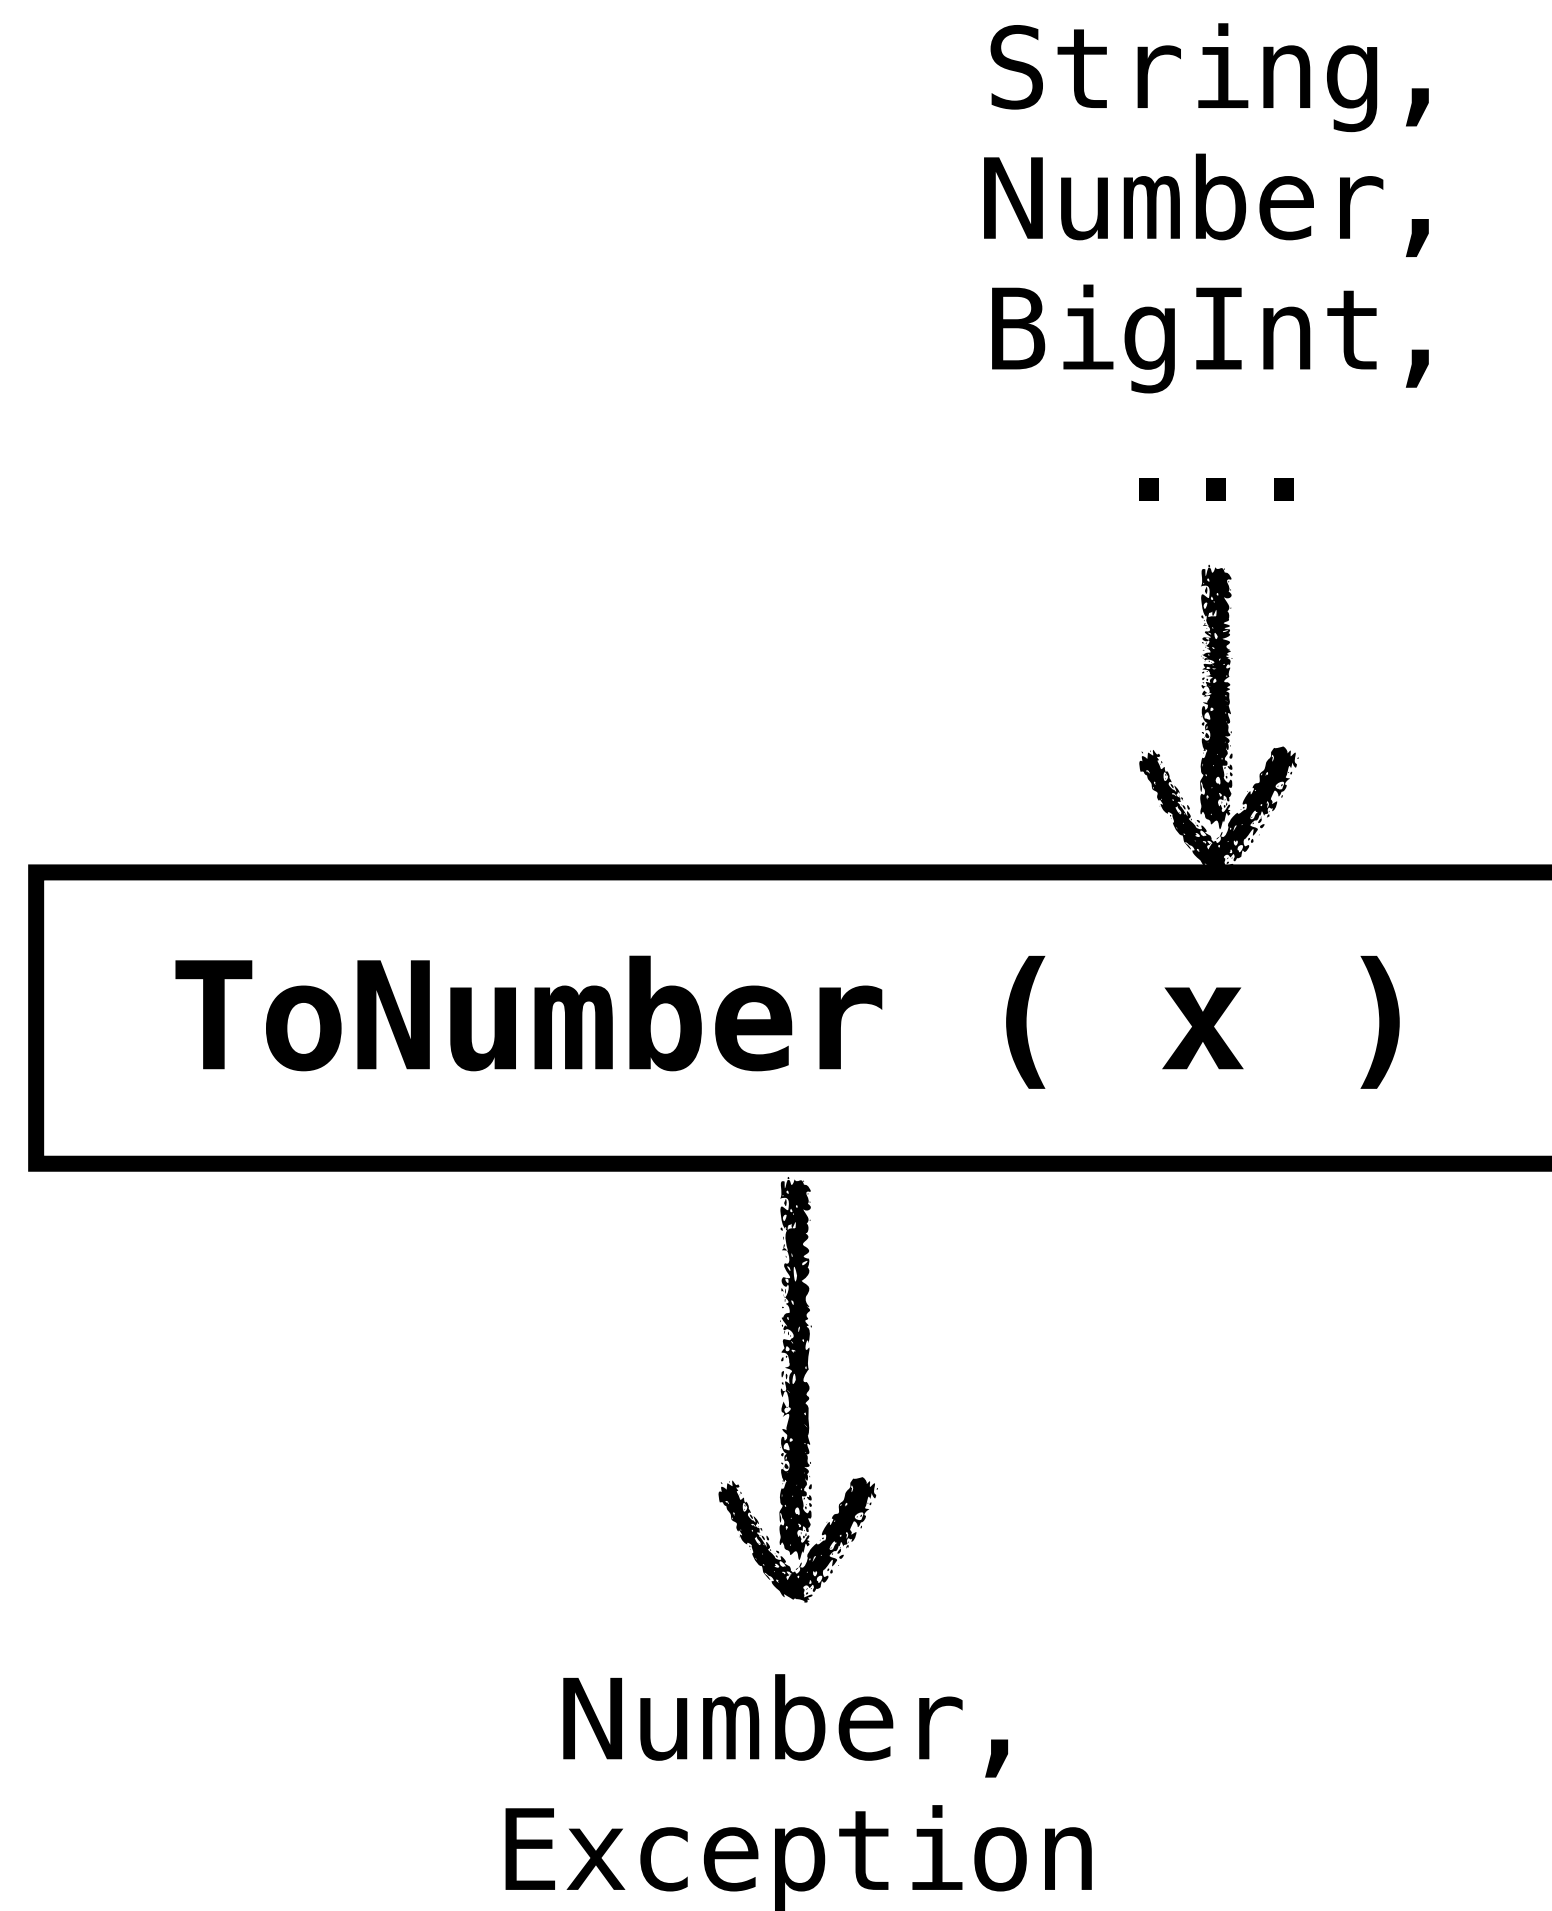 String,
Number,
BigInt,
...
ToNumber ( x )
Number,
Exception